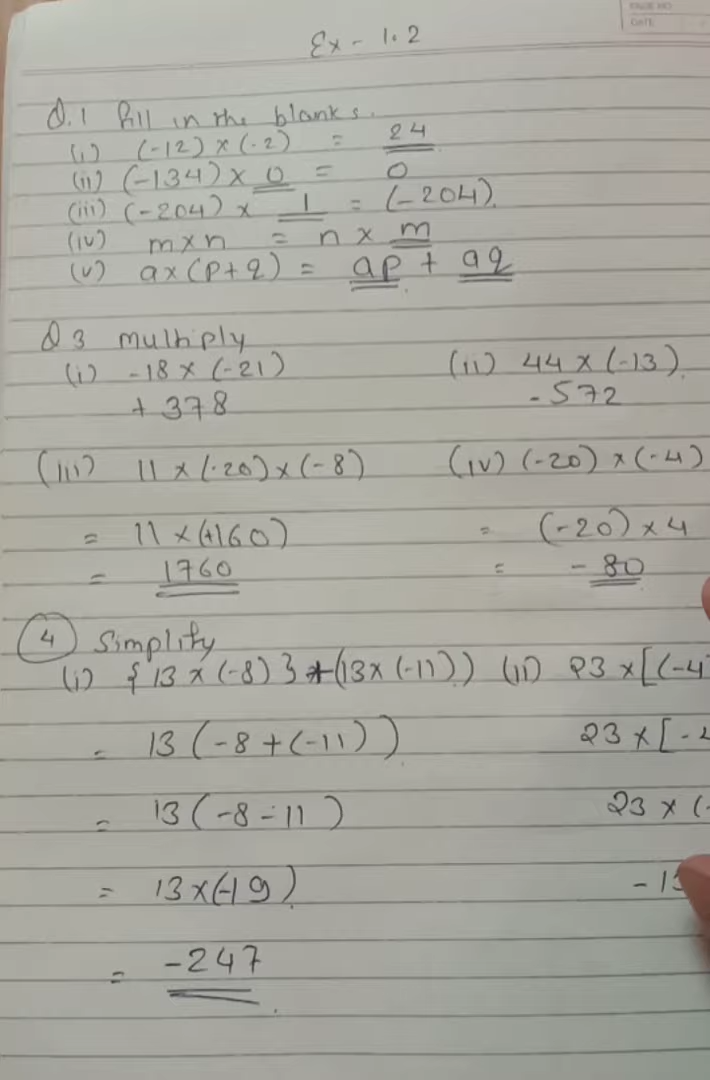 PAGE NO
DATE
Ex - 1.2
Q.1 Fill in the blanks.
(i) (-12) x (-2) = 24
(ii) (-134) x 0 = 0
(iii) (-204) x 1 = (-204).
(iv) m x n = n x m
(v) a x (p + q) = ap + aq
Q 3 multiply
(i) -18 x (-21) (ii) 44 x (-13).
+ 378 - 572
(iii) 11 x (-20) x (-8) (iv) (-20) x (-4)
= 11 x (+160) = (-20) x 4
= 1760 = - 80
4 Simplify
(i) {13 x (-8)} + (13 x (-11)) (ii) 23 x [(-4
= 13 (-8 + (-11)) 23 x [-
= 13 (-8 - 11) 23 x (-
= 13 x (-19) - 1
= -247